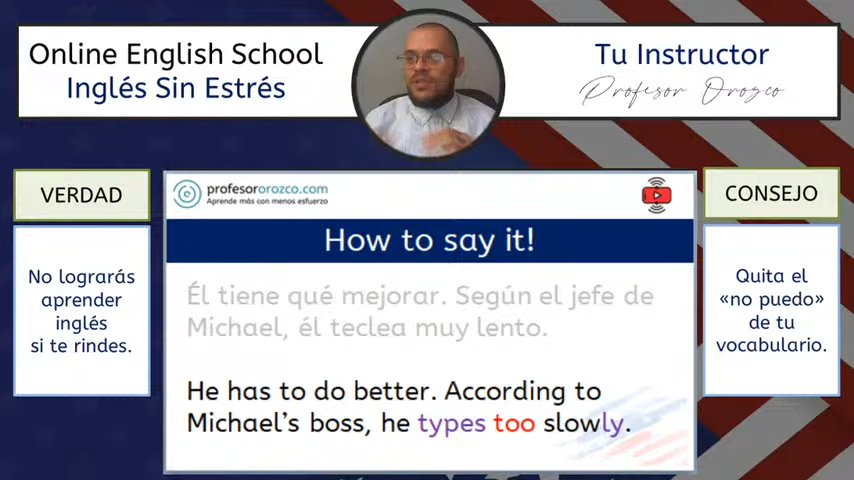 Online English School
Inglés Sin Estrés
Tu Instructor
Profesor Orozco
VERDAD
No lograrás
aprender
inglés
si te rindes.
profesororozco.com
Aprende más con menos esfuerzo
How to say it!
Él tiene qué mejorar. Según el jefe de
Michael, él teclea muy lento.
He has to do better. According to
Michael’s boss, he types too slowly.
CONSEJO
Quita el
«no puedo»
de tu
vocabulario.